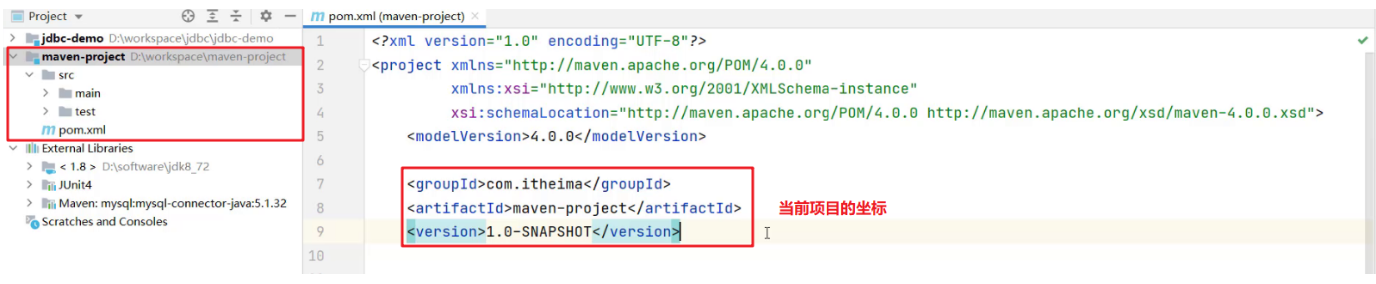 Project
pom.xml (maven-project)
jdbc-demo D:\workspace\jdbc\jdbc-demo
maven-project D:\workspace\maven-project
src
main
test
pom.xml
External Libraries
< 1.8 > D:\software\jdk8_72
JUnit4
Maven: mysql:mysql-connector-java:5.1.32
Scratches and Consoles
1 <?xml version="1.0" encoding="UTF-8"?>
2 <project xmlns="http://maven.apache.org/POM/4.0.0"
3 xmlns:xsi="http://www.w3.org/2001/XMLSchema-instance"
4 xsi:schemaLocation="http://maven.apache.org/POM/4.0.0 http://maven.apache.org/xsd/maven-4.0.0.xsd">
5 <modelVersion>4.0.0</modelVersion>
6
7 <groupId>com.itheima</groupId>
8 <artifactId>maven-project</artifactId> 当前项目的坐标
9 <version>1.0-SNAPSHOT</version>
10